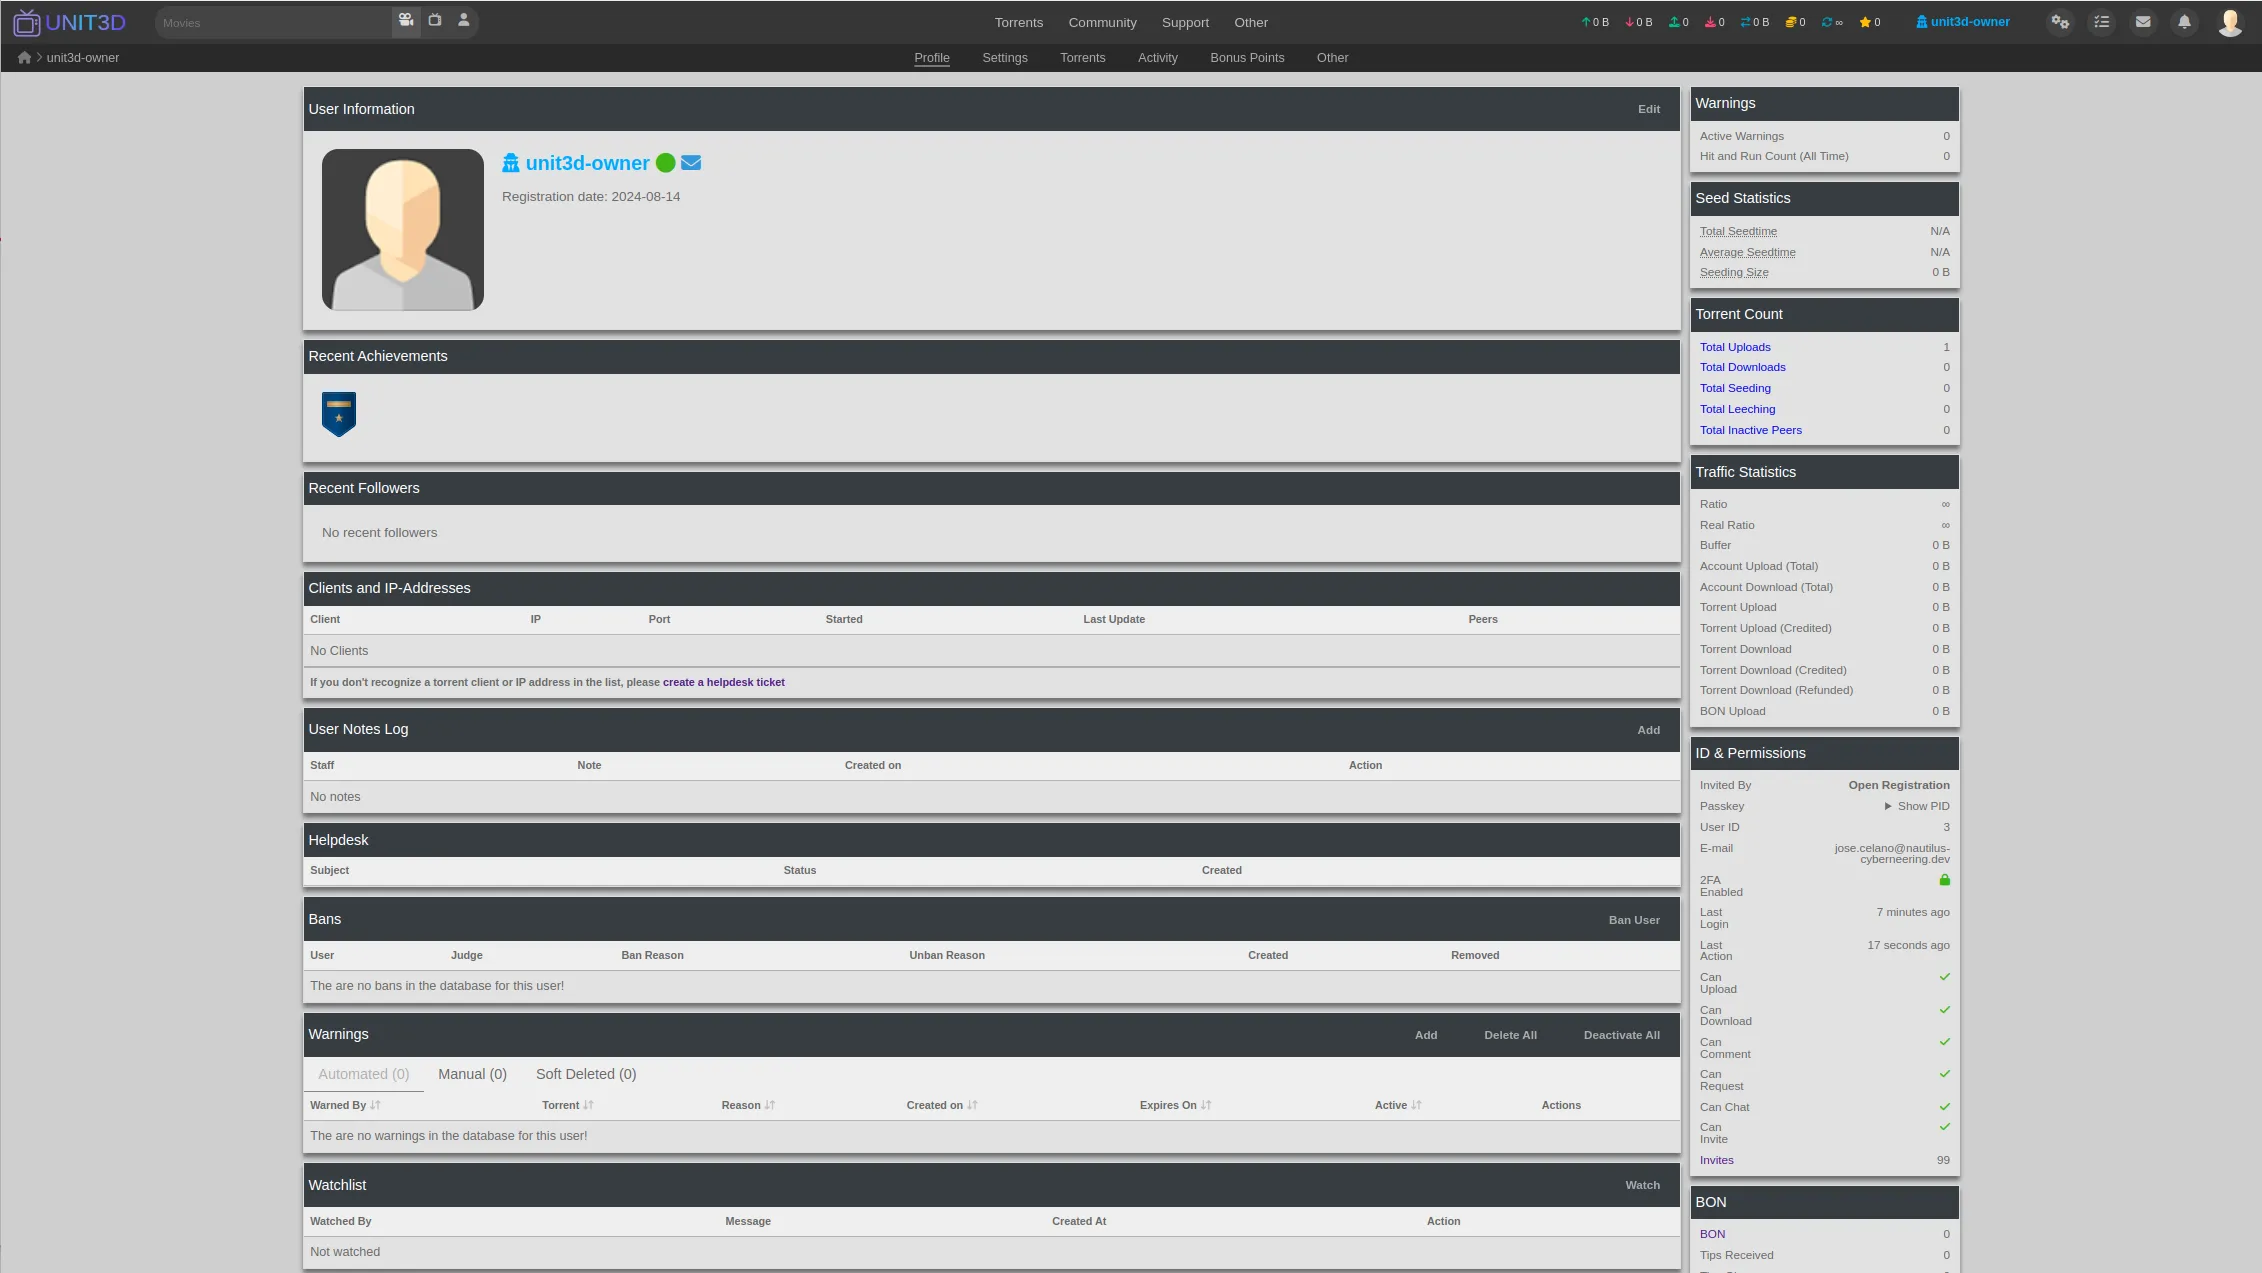 UNIT3D
Movies
Torrents Community Support Other
0 B 0 B 0 0 0 B 0 ∞ 0
unit3d-owner
unit3d-owner
Profile Settings Torrents Activity Bonus Points Other
User Information Edit
unit3d-owner
Registration date: 2024-08-14
Recent Achievements
Recent Followers
No recent followers
Clients and IP-Addresses
Client IP Port Started Last Update Peers
No Clients
If you don't recognize a torrent client or IP address in the list, please create a helpdesk ticket
User Notes Log Add
Staff Note Created on Action
No notes
Helpdesk
Subject Status Created
Bans Ban User
User Judge Ban Reason Unban Reason Created Removed
The are no bans in the database for this user!
Warnings Add Delete All Deactivate All
Automated (0) Manual (0) Soft Deleted (0)
Warned By Torrent Reason Created on Expires On Active Actions
The are no warnings in the database for this user!
Watchlist Watch
Watched By Message Created At Action
Not watched
Warnings
Active Warnings 0
Hit and Run Count (All Time) 0
Seed Statistics
Total Seedtime N/A
Average Seedtime N/A
Seeding Size 0 B
Torrent Count
Total Uploads 1
Total Downloads 0
Total Seeding 0
Total Leeching 0
Total Inactive Peers 0
Traffic Statistics
Ratio ∞
Real Ratio ∞
Buffer 0 B
Account Upload (Total) 0 B
Account Download (Total) 0 B
Torrent Upload 0 B
Torrent Upload (Credited) 0 B
Torrent Download 0 B
Torrent Download (Credited) 0 B
Torrent Download (Refunded) 0 B
BON Upload 0 B
ID & Permissions
Invited By Open Registration
Passkey Show PID
User ID 3
E-mail jose.celano@nautilus-
cyberneering.dev
2FA
Enabled
Last 7 minutes ago
Login
Last 17 seconds ago
Action
Can
Upload
Can
Download
Can
Comment
Can
Request
Can Chat
Can
Invite
Invites 99
BON
BON 0
Tips Received 0